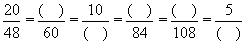 20/48 = (  )/60 = 10/(  ) = (  )/84 = (  )/108 = 5/(  )